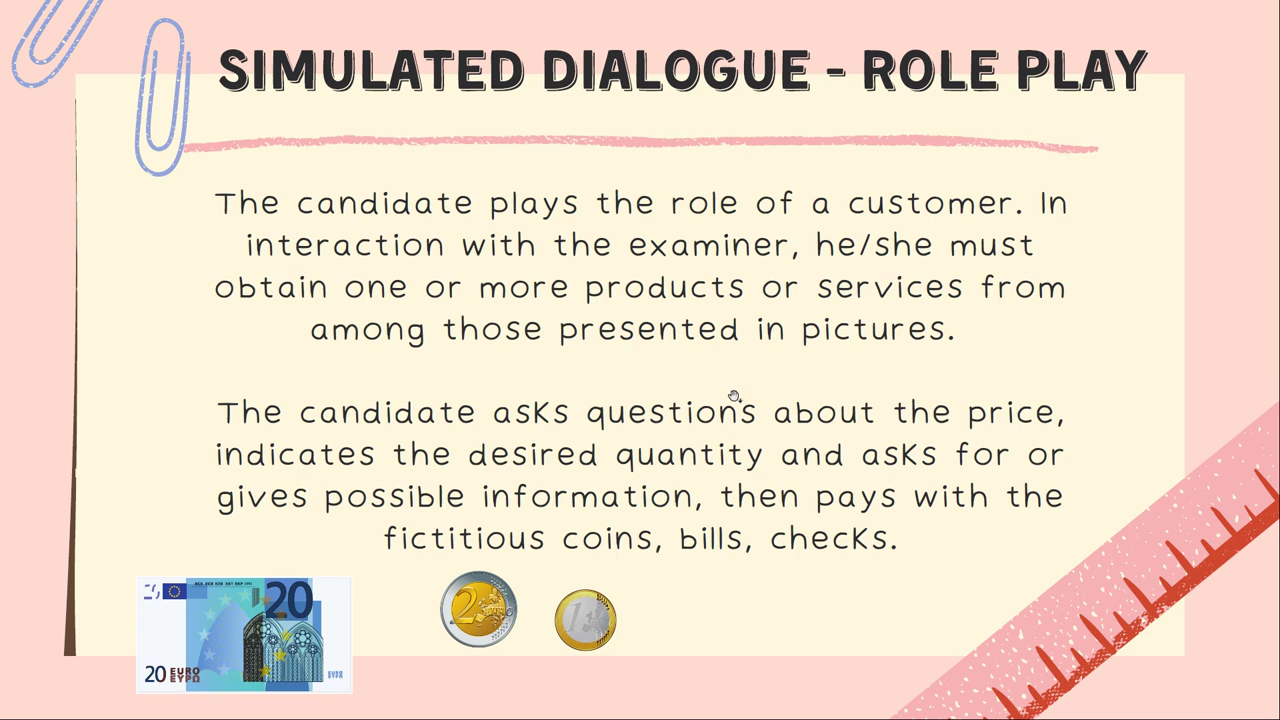 SIMULATED DIALOGUE - ROLE PLAY
The candidate plays the role of a customer. In
interaction with the examiner, he/she must
obtain one or more products or services from
among those presented in pictures.
The candidate asks questions about the price,
indicates the desired quantity and asks for or
gives possible information, then pays with the
fictitious coins, bills, checks.
20
20 EURO
ΕΥΡΩ
2 EURO
1